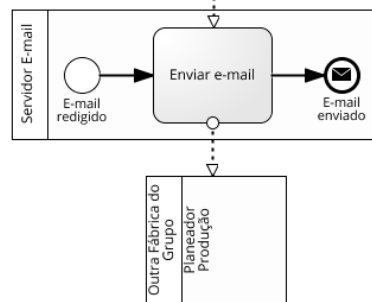 Servidor E-mail
E-mail
redigido
Enviar e-mail
E-mail
enviado
Outra Fábrica do
Grupo
Planeador
Produção